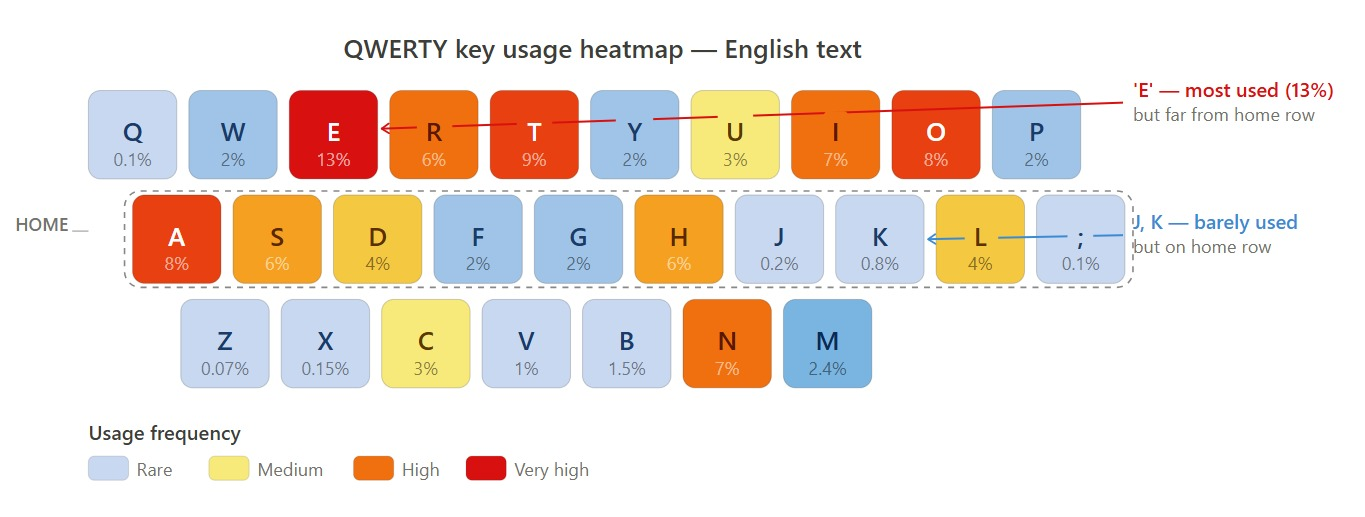 QWERTY key usage heatmap — English text
'E' — most used (13%)
but far from home row
Q W E R T Y U I O P
0.1% 2% 13% 6% 9% 2% 3% 7% 8% 2%
HOME
A S D F G H J K L ;
8% 6% 4% 2% 2% 6% 0.2% 0.8% 4% 0.1%
J, K — barely used
but on home row
Z X C V B N M
0.07% 0.15% 3% 1% 1.5% 7% 2.4%
Usage frequency
Rare Medium High Very high